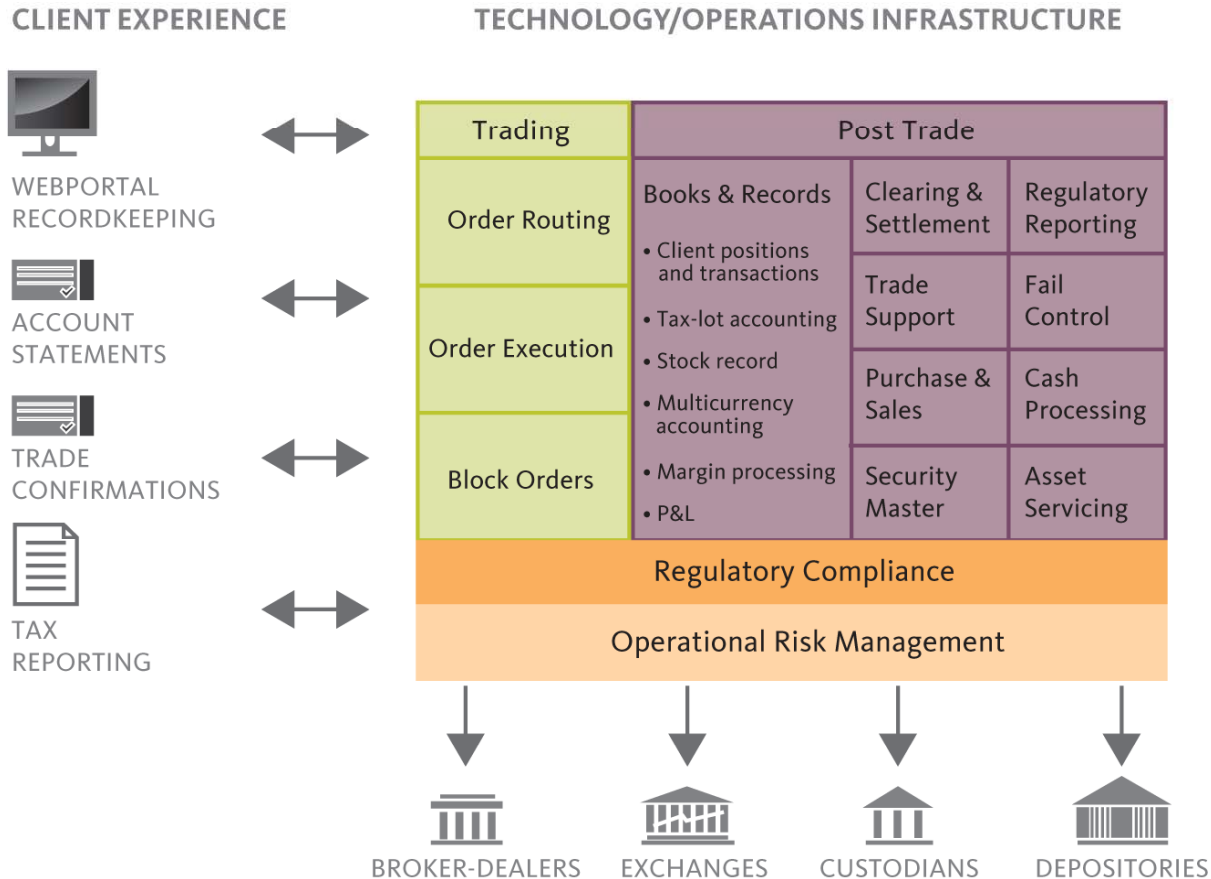 CLIENT EXPERIENCE
TECHNOLOGY/OPERATIONS INFRASTRUCTURE
WEBPORTAL
RECORDKEEPING
ACCOUNT
STATEMENTS
TRADE
CONFIRMATIONS
TAX
REPORTING
Trading
Order Routing
Order Execution
Block Orders
Post Trade
Books & Records
• Client positions
and transactions
• Tax-lot accounting
• Stock record
• Multicurrency
accounting
• Margin processing
• P&L
Clearing &
Settlement
Regulatory
Reporting
Trade
Support
Fail
Control
Purchase &
Sales
Cash
Processing
Security
Master
Asset
Servicing
Regulatory Compliance
Operational Risk Management
BROKER-DEALERS
EXCHANGES
CUSTODIANS
DEPOSITORIES